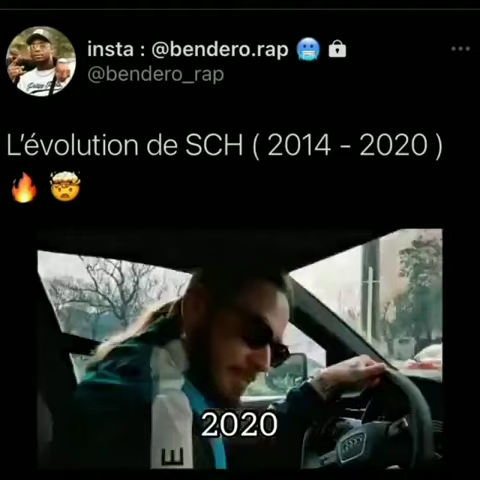 insta : @bendero.rap 🥶 🔒
@bendero_rap
L'évolution de SCH ( 2014 - 2020 )
🔥 🤯
2020
E